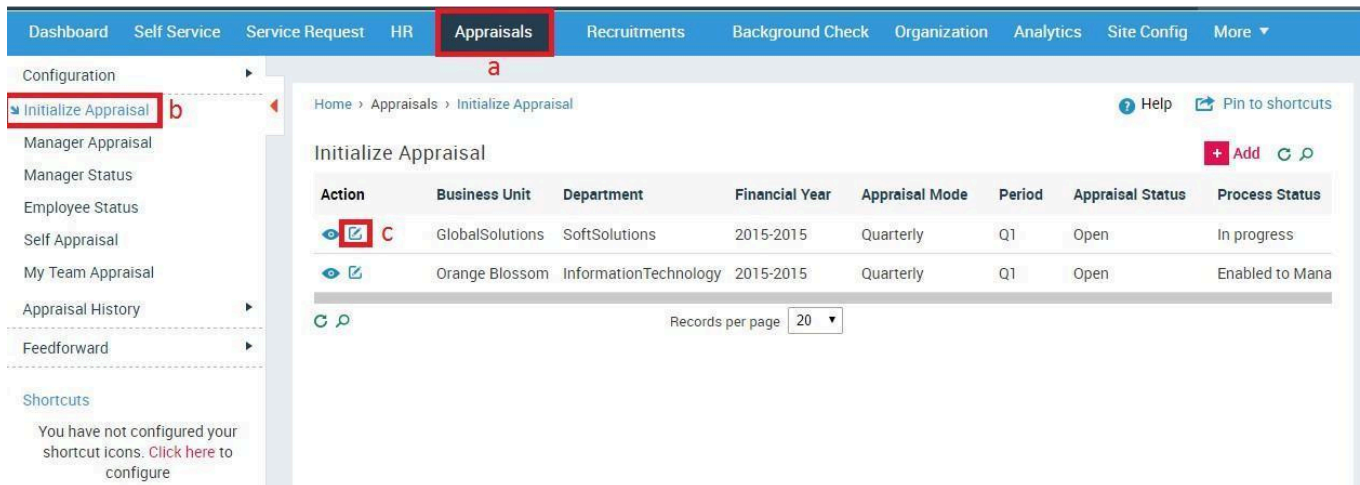 Dashboard Self Service Service Request HR Appraisals Recruitments Background Check Organization Analytics Site Config More
a
Configuration
Initialize Appraisal b
Manager Appraisal
Manager Status
Employee Status
Self Appraisal
My Team Appraisal
Appraisal History
Feedforward
Shortcuts
You have not configured your
shortcut icons. Click here to
configure
Home › Appraisals › Initialize Appraisal Help Pin to shortcuts
Initialize Appraisal + Add
Action Business Unit Department Financial Year Appraisal Mode Period Appraisal Status Process Status
c GlobalSolutions SoftSolutions 2015-2015 Quarterly Q1 Open In progress
Orange Blossom InformationTechnology 2015-2015 Quarterly Q1 Open Enabled to Mana
Records per page 20